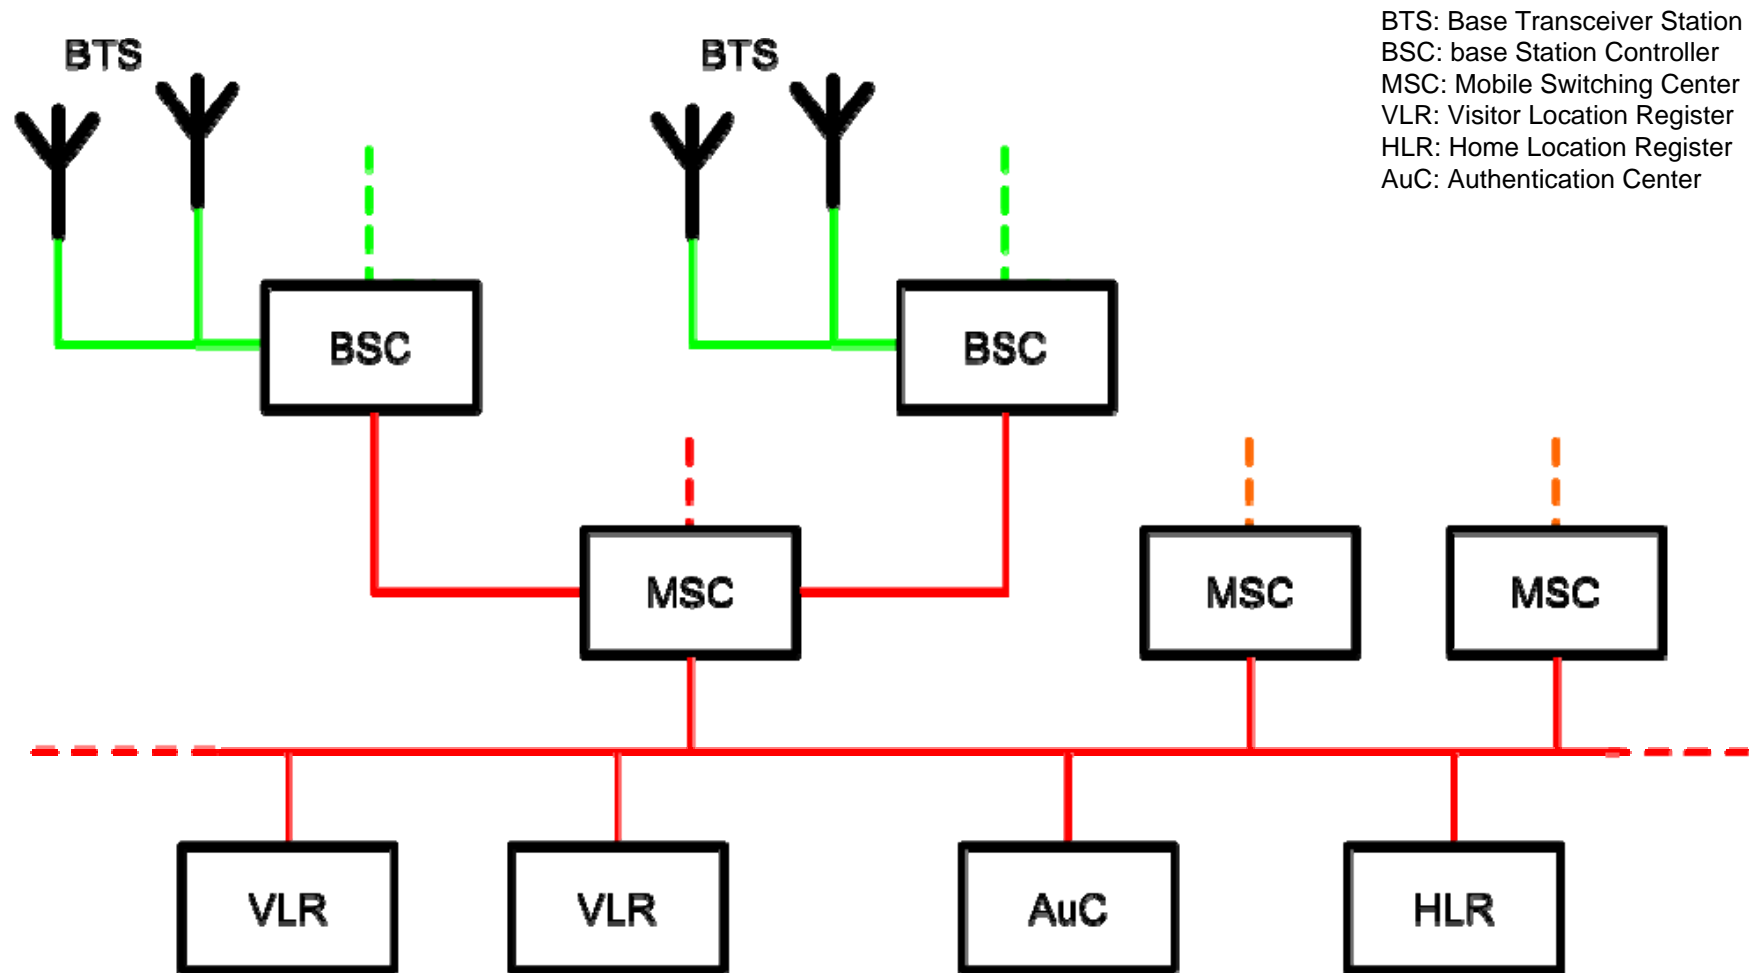 BTS: Base Transceiver Station
BSC: base Station Controller
MSC: Mobile Switching Center
VLR: Visitor Location Register
HLR: Home Location Register
AuC: Authentication Center
BTS
BTS
BSC
BSC
MSC
MSC
MSC
VLR
VLR
AuC
HLR